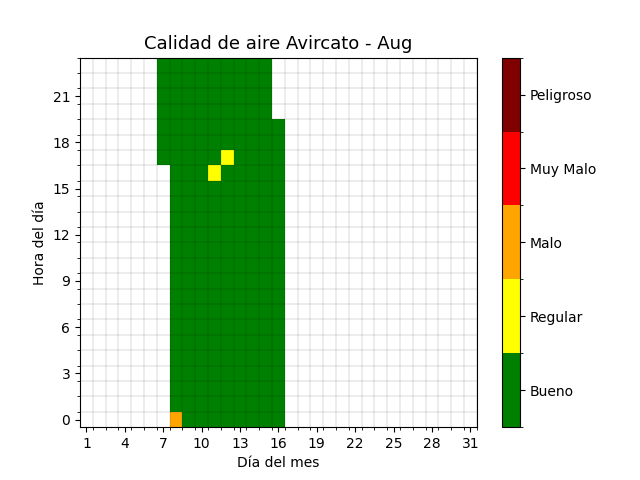 Calidad de aire Avircato - Aug
Hora del día
21
18
15
12
9
6
3
0
1 4 7 10 13 16 19 22 25 28 31
Día del mes
Peligroso
Muy Malo
Malo
Regular
Bueno